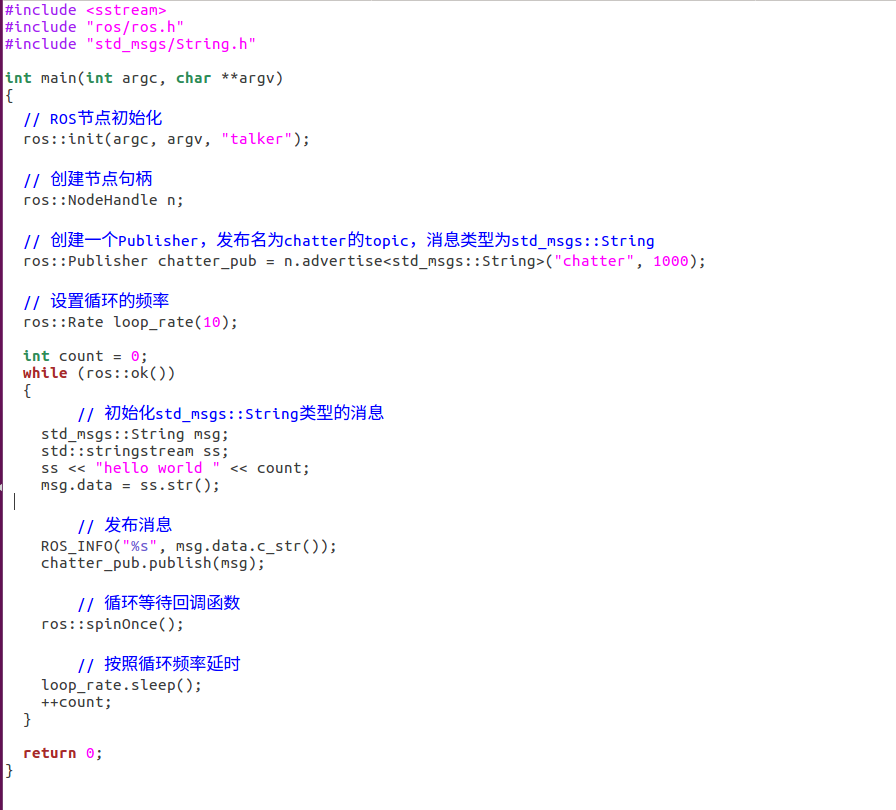 #include <sstream>
#include "ros/ros.h"
#include "std_msgs/String.h"

int main(int argc, char **argv)
{
  // ROS节点初始化
  ros::init(argc, argv, "talker");

  // 创建节点句柄
  ros::NodeHandle n;

  // 创建一个Publisher，发布名为chatter的topic，消息类型为std_msgs::String
  ros::Publisher chatter_pub = n.advertise<std_msgs::String>("chatter", 1000);

  // 设置循环的频率
  ros::Rate loop_rate(10);

  int count = 0;
  while (ros::ok())
  {
        // 初始化std_msgs::String类型的消息
    std_msgs::String msg;
    std::stringstream ss;
    ss << "hello world " << count;
    msg.data = ss.str();

        // 发布消息
    ROS_INFO("%s", msg.data.c_str());
    chatter_pub.publish(msg);

        // 循环等待回调函数
    ros::spinOnce();

        // 按照循环频率延时
    loop_rate.sleep();
    ++count;
  }

  return 0;
}